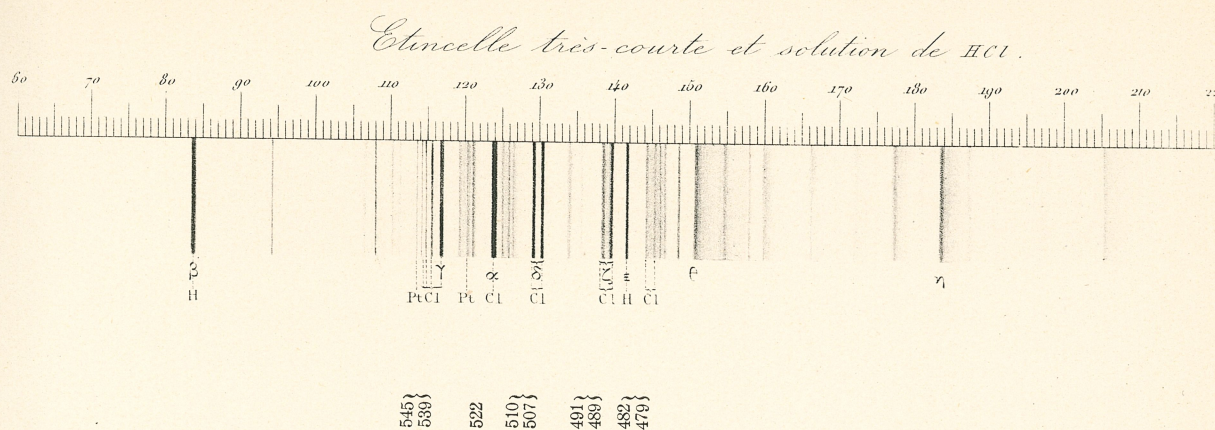 Etincelle très-courte et solution de HCl.
60 70 80 90 100 110 120 130 140 150 160 170 180 190 200 210
β γ α δ ζ ε θ η
H Pt Cl Pt Cl Cl Cl H Cl
545 539 522 510 507 491 489 482 479